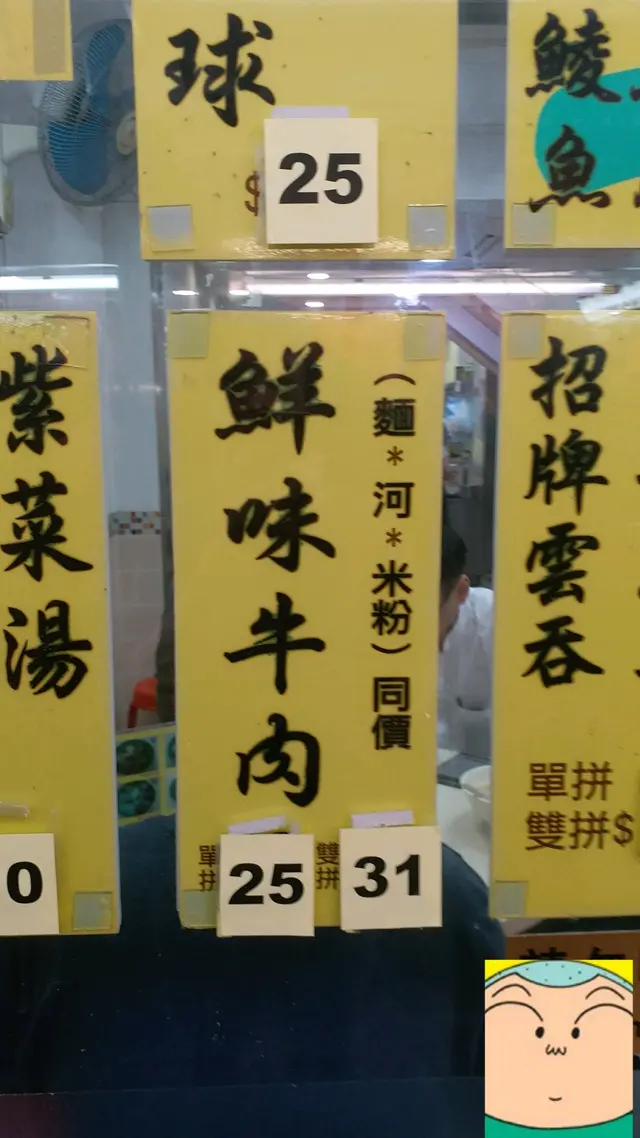 球
$25
鯪
魚
紫菜湯
0
鮮味牛肉
（麵*河*米粉）同價
單拼 25
雙拼 31
招牌雲吞
單拼
雙拼$